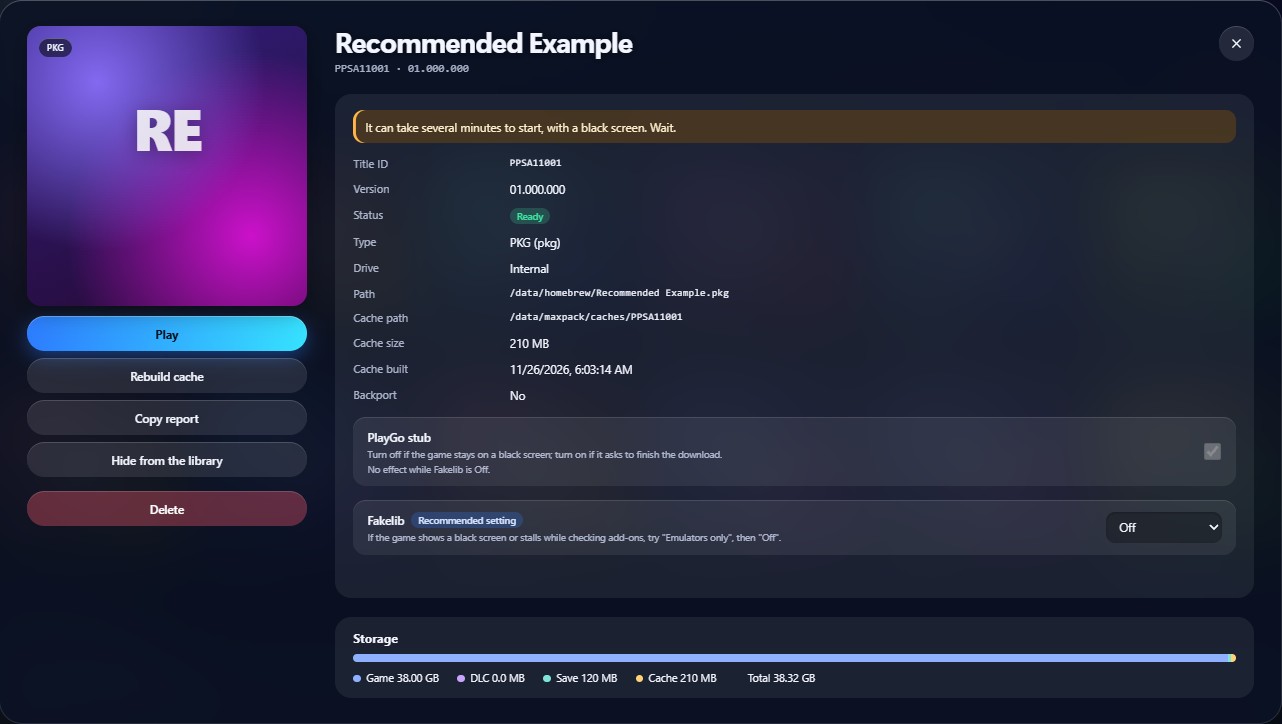 PKG
RE
Play
Rebuild cache
Copy report
Hide from the library
Delete
Recommended Example
PPSA11001 · 01.000.000
It can take several minutes to start, with a black screen. Wait.
Title ID PPSA11001
Version 01.000.000
Status Ready
Type PKG (pkg)
Drive Internal
Path /data/homebrew/Recommended Example.pkg
Cache path /data/maxpack/caches/PPSA11001
Cache size 210 MB
Cache built 11/26/2026, 6:03:14 AM
Backport No
PlayGo stub
Turn off if the game stays on a black screen; turn on if it asks to finish the download.
No effect while Fakelib is Off.
Fakelib Recommended setting
If the game shows a black screen or stalls while checking add-ons, try "Emulators only", then "Off".
Off
Storage
Game 38.00 GB DLC 0.0 MB Save 120 MB Cache 210 MB Total 38.32 GB